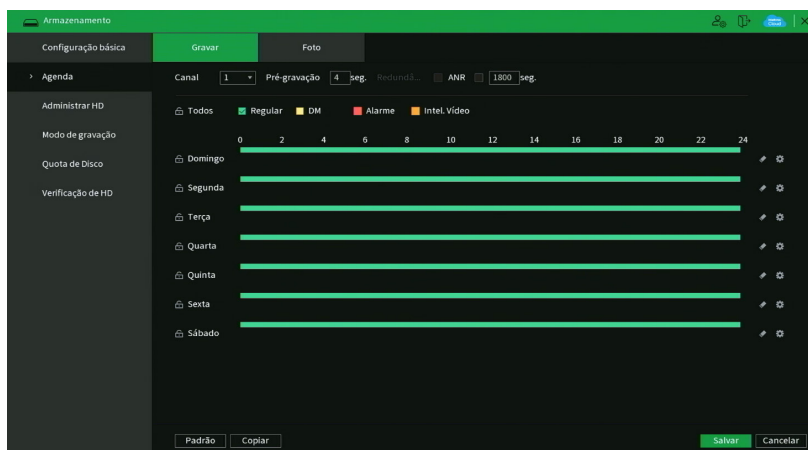 Armazenamento
Configuração básica
Agenda
Administrar HD
Modo de gravação
Quota de Disco
Verificação de HD
Gravar Foto
Canal 1 Pré-gravação 4 seg. Redundâ... ANR 1800 seg.
Todos Regular DM Alarme Intel. Vídeo
0 2 4 6 8 10 12 14 16 18 20 22 24
Domingo
Segunda
Terça
Quarta
Quinta
Sexta
Sábado
Padrão Copiar Salvar Cancelar